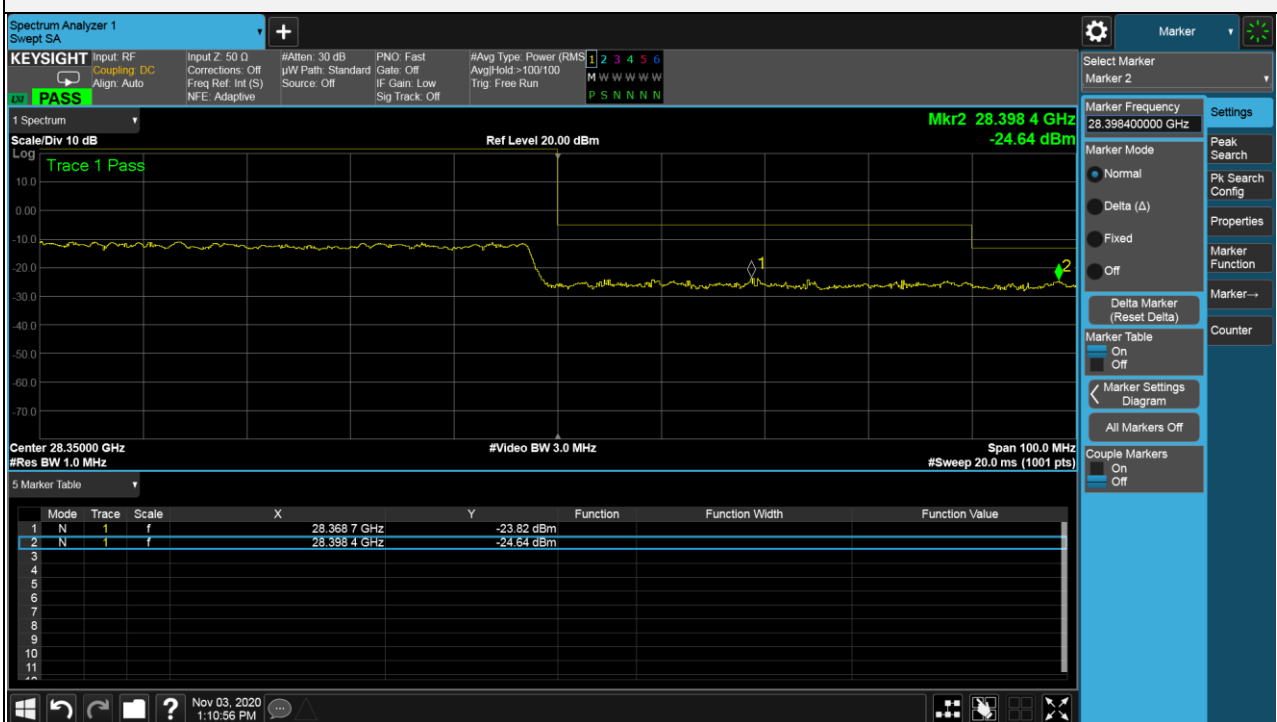 Spectrum Analyzer 1
Swept SA
+
Marker
KEYSIGHT
Input: RF
Coupling: DC
Align: Auto
Input Z: 50 Ω
Corrections: Off
Freq Ref: Int (S)
NFE: Adaptive
#Atten: 30 dB
µW Path: Standard
Source: Off
PNO: Fast
Gate: Off
IF Gain: Low
Sig Track: Off
#Avg Type: Power (RMS
Avg|Hold:>100/100
Trig: Free Run
1 2 3 4 5 6
M W W W W W
P S N N N N
LXI PASS
Select Marker
Marker 2
1 Spectrum
Scale/Div 10 dB
Ref Level 20.00 dBm
Mkr2 28.398 4 GHz
-24.64 dBm
Log
Trace 1 Pass
10.0
0.00
-10.0
-20.0
-30.0
-40.0
-50.0
-60.0
-70.0
1
2
Center 28.35000 GHz
#Res BW 1.0 MHz
#Video BW 3.0 MHz
Span 100.0 MHz
#Sweep 20.0 ms (1001 pts)
5 Marker Table
Mode Trace Scale X Y Function Function Width Function Value
1 N 1 f 28.368 7 GHz -23.82 dBm
2 N 1 f 28.398 4 GHz -24.64 dBm
3
4
5
6
7
8
9
10
11
Marker Frequency
28.398400000 GHz
Marker Mode
Normal
Delta (Δ)
Fixed
Off
Delta Marker
(Reset Delta)
Marker Table
On
Off
Marker Settings
Diagram
All Markers Off
Couple Markers
On
Off
Settings
Peak
Search
Pk Search
Config
Properties
Marker
Function
Marker→
Counter
?
Nov 03, 2020
1:10:56 PM